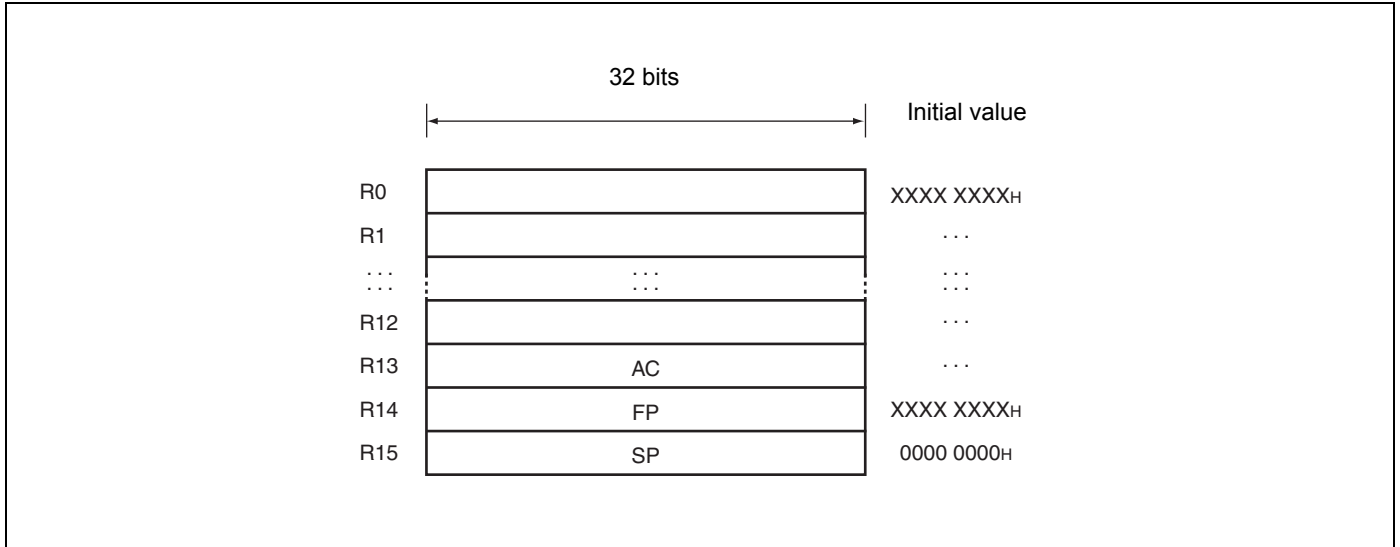 32 bits
Initial value
R0 XXXX XXXXH
R1 . . .
. . . . . . . . .
. . . . . . . . .
R12 . . .
R13 AC . . .
R14 FP XXXX XXXXH
R15 SP 0000 0000H